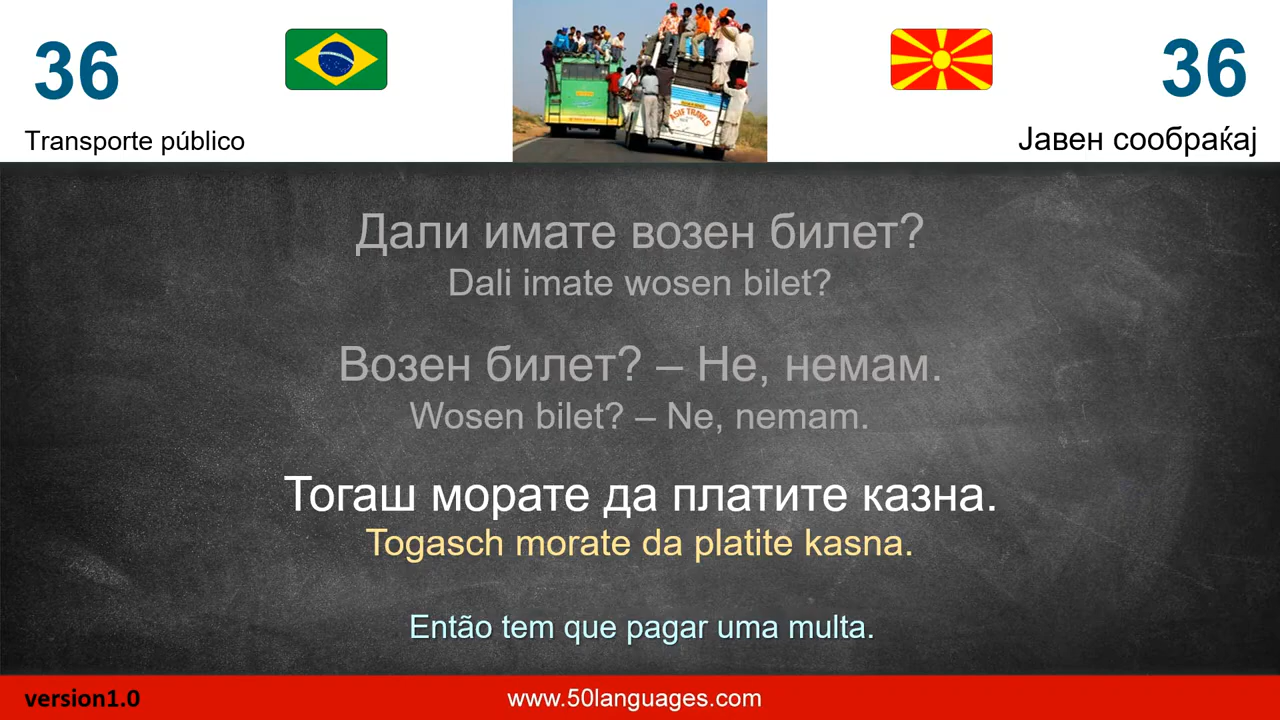 36
36
Transporte público
Јавен сообраќај
ASIF TRAVELS
Дали имате возен билет?
Dali imate wosen bilet?
Возен билет? – Не, немам.
Wosen bilet? – Ne, nemam.
Тогаш морате да платите казна.
Togasch morate da platite kasna.
Então tem que pagar uma multa.
version1.0
www.50languages.com